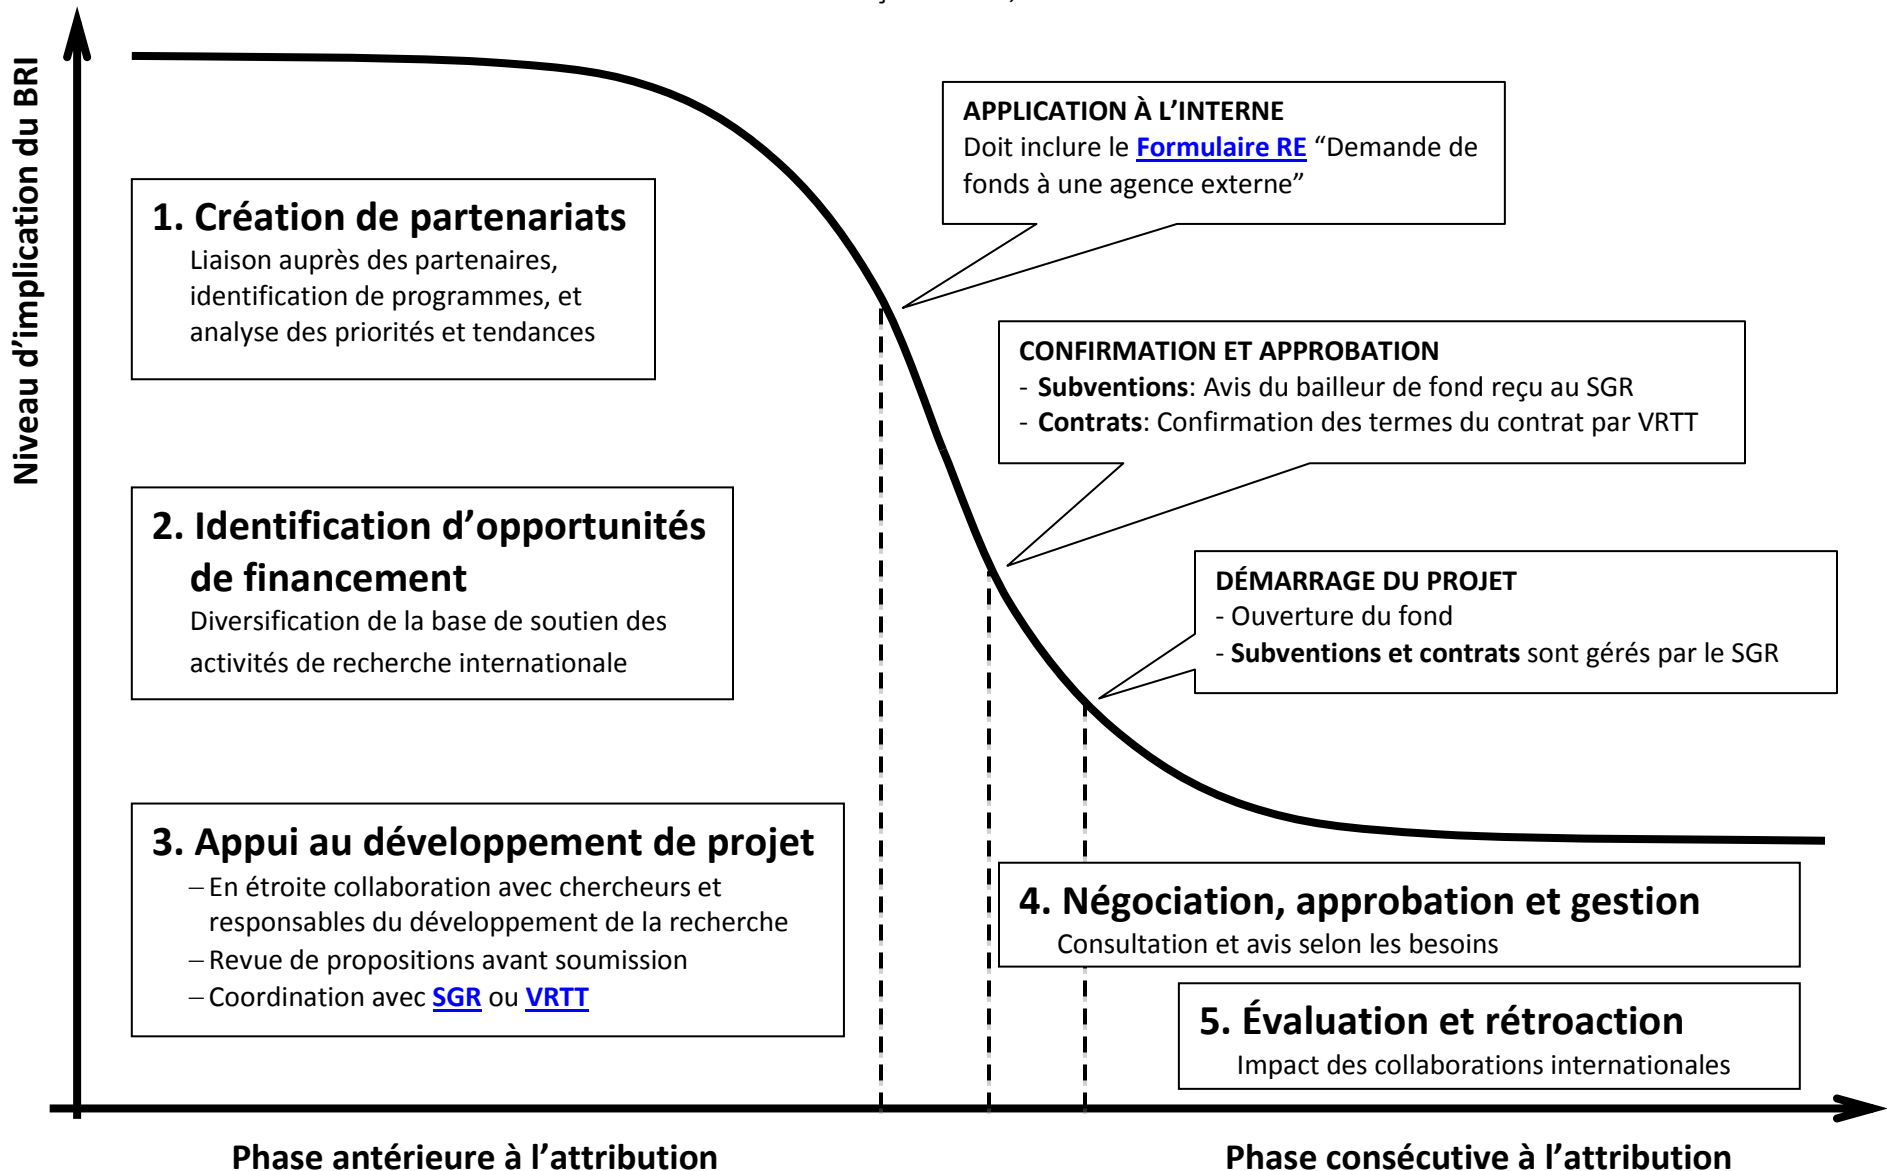 Niveau d’implication du BRI
1. Création de partenariats
Liaison auprès des partenaires,
identification de programmes, et
analyse des priorités et tendances
2. Identification d’opportunités
de financement
Diversification de la base de soutien des
activités de recherche internationale
3. Appui au développement de projet
– En étroite collaboration avec chercheurs et
responsables du développement de la recherche
– Revue de propositions avant soumission
– Coordination avec SGR ou VRTT
APPLICATION À L’INTERNE
Doit inclure le Formulaire RE “Demande de
fonds à une agence externe”
CONFIRMATION ET APPROBATION
- Subventions: Avis du bailleur de fond reçu au SGR
- Contrats: Confirmation des termes du contrat par VRTT
DÉMARRAGE DU PROJET
- Ouverture du fond
- Subventions et contrats sont gérés par le SGR
4. Négociation, approbation et gestion
Consultation et avis selon les besoins
5. Évaluation et rétroaction
Impact des collaborations internationales
Phase antérieure à l’attribution
Phase consécutive à l’attribution